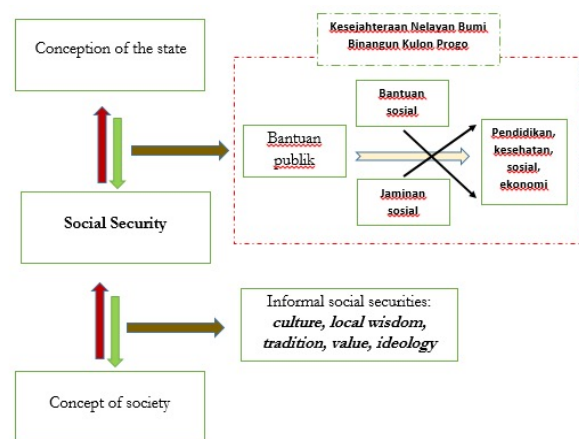 Kesejahteraan Nelayan Bumi
Binangun Kulon Progo
Conception of the state
Bantuan
sosial
Bantuan
publik
Pendidikan,
kesehatan,
sosial,
ekonomi
Jaminan
sosial
Social Security
Informal social securities:
culture, local wisdom,
tradition, value, ideology
Concept of society